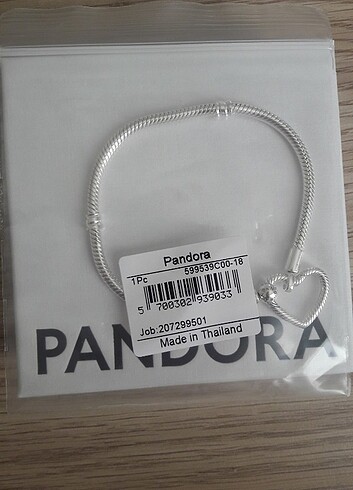 Pandora
599539C00-18
1Pc
5 700302 939033
Job:207299501
Made in Thailand
PANDORA